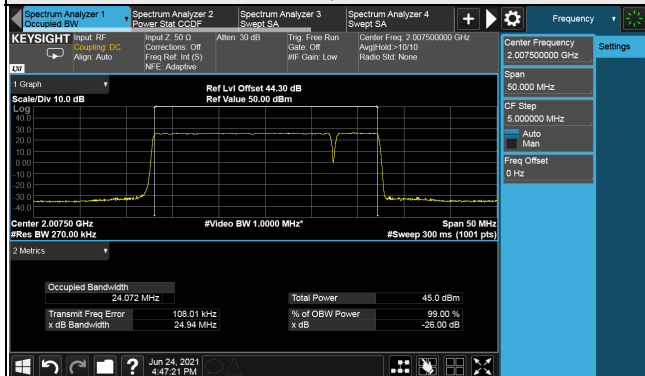 Spectrum Analyzer 1
Occupied BW
Spectrum Analyzer 2
Power Stat CCDF
Spectrum Analyzer 3
Swept SA
Spectrum Analyzer 4
Swept SA
Frequency
KEYSIGHT
LXI
Input: RF
Coupling: DC
Align: Auto
Input Z: 50 Ω
Corrections: Off
Freq Ref: Int (S)
NFE: Adaptive
Atten: 30 dB
Trig: Free Run
Gate: Off
#IF Gain: Low
Center Freq: 2.007500000 GHz
Avg|Hold:>10/10
Radio Std: None
Center Frequency
2.007500000 GHz
Settings
Span
50.000 MHz
CF Step
5.000000 MHz
Auto
Man
Freq Offset
0 Hz
1 Graph
Scale/Div 10.0 dB
Ref Lvl Offset 44.30 dB
Ref Value 50.00 dBm
Log
40.0
30.0
20.0
10.0
0.00
-10.0
-20.0
-30.0
-40.0
Center 2.00750 GHz
#Res BW 270.00 kHz
#Video BW 1.0000 MHz*
Span 50 MHz
#Sweep 300 ms (1001 pts)
2 Metrics
Occupied Bandwidth
24.072 MHz
Total Power 45.0 dBm
Transmit Freq Error 108.01 kHz
% of OBW Power 99.00 %
x dB Bandwidth 24.94 MHz
x dB -26.00 dB
Jun 24, 2021
4:47:21 PM